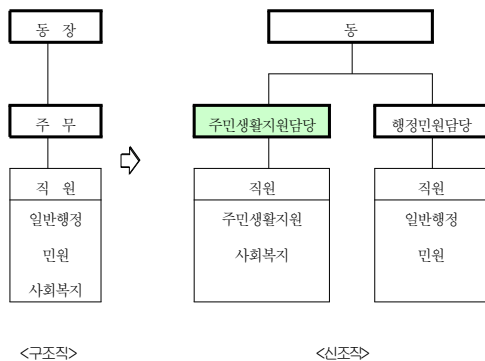 동 장
동
주 무
주민생활지원담당
행정민원담당
직 원
직원
직원
일반행정
주민생활지원
일반행정
민원
사회복지
민원
사회복지
<구조직>
<신조직>